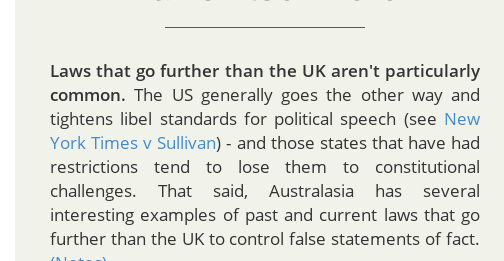 Laws that go further than the UK aren't particularly
common. The US generally goes the other way and
tightens libel standards for political speech (see New
York Times v Sullivan) - and those states that have had
restrictions tend to lose them to constitutional
challenges. That said, Australasia has several
interesting examples of past and current laws that go
further than the UK to control false statements of fact.
(Notes)